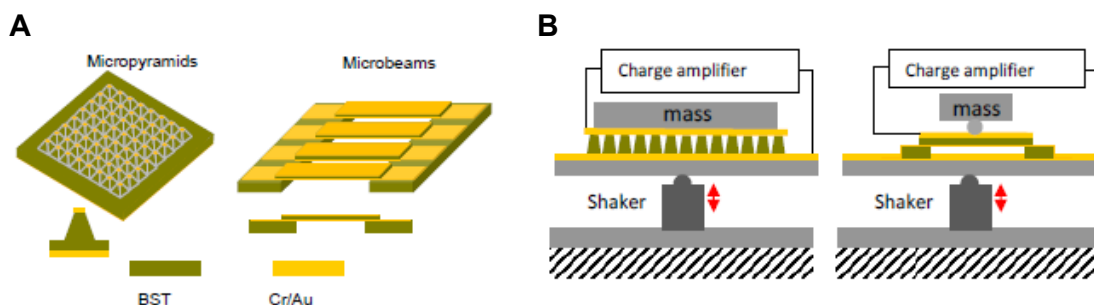 A
Micropyramids
Microbeams
BST
Cr/Au
B
Charge amplifier
mass
Shaker
Charge amplifier
mass
Shaker